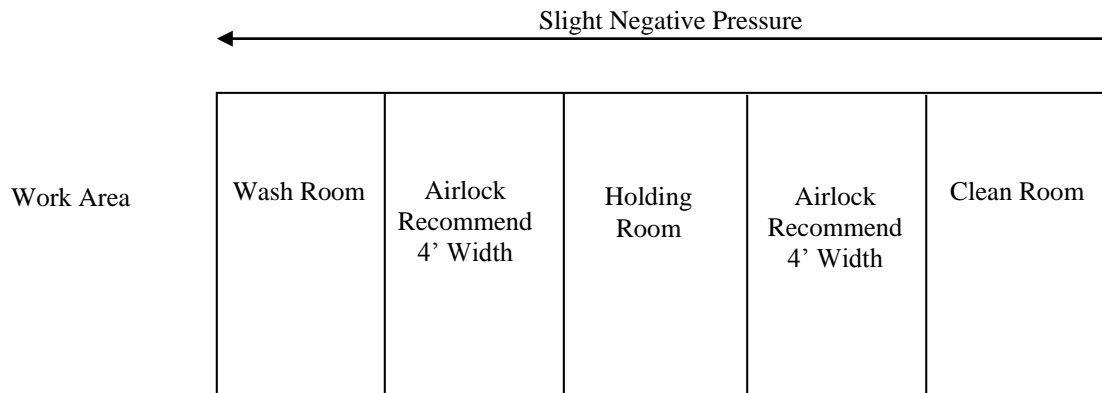 Slight Negative Pressure
Work Area
Wash Room
Airlock
Recommend
4’ Width
Holding
Room
Airlock
Recommend
4’ Width
Clean Room